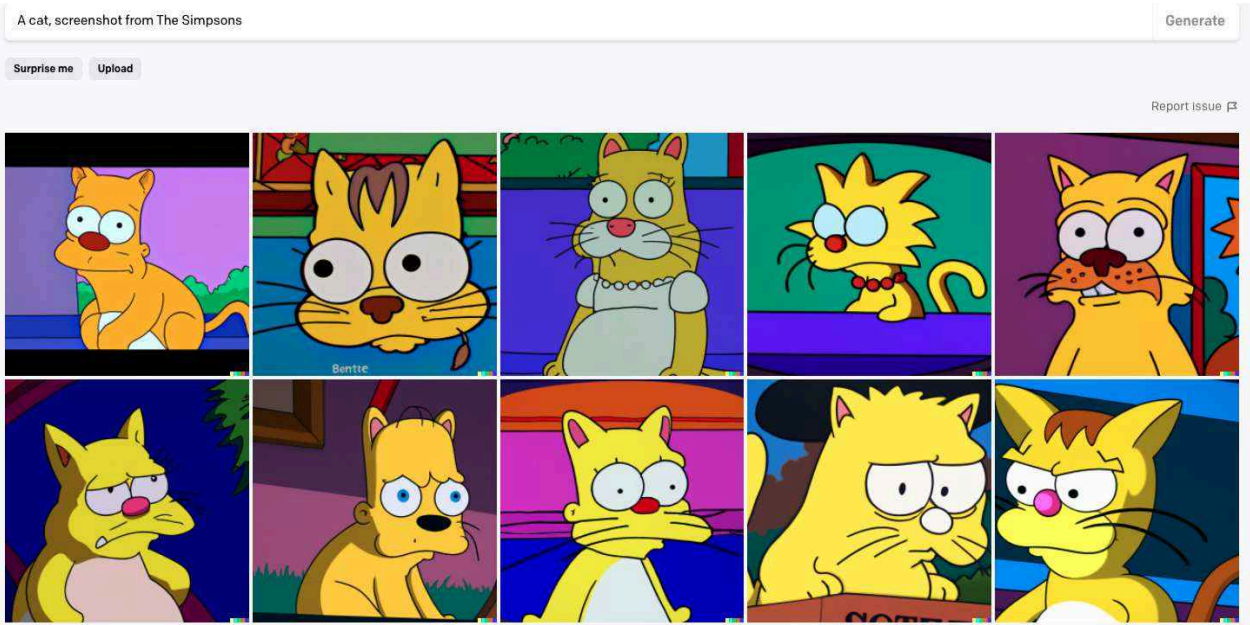 A cat, screenshot from The Simpsons
Generate
Surprise me
Upload
Report issue
Bentte